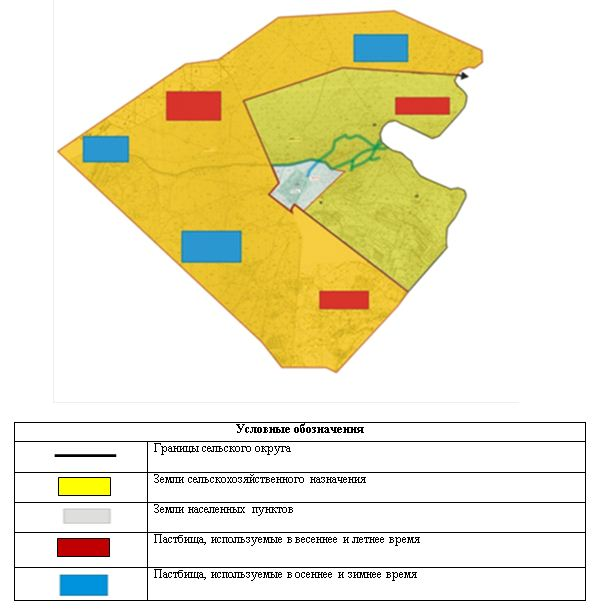 Условные обозначения
Границы сельского округа
Земли сельскохозяйственного назначения
Земли населенных пунктов
Пастбища, используемые в весеннее и летнее время
Пастбища, используемые в осеннее и зимнее время